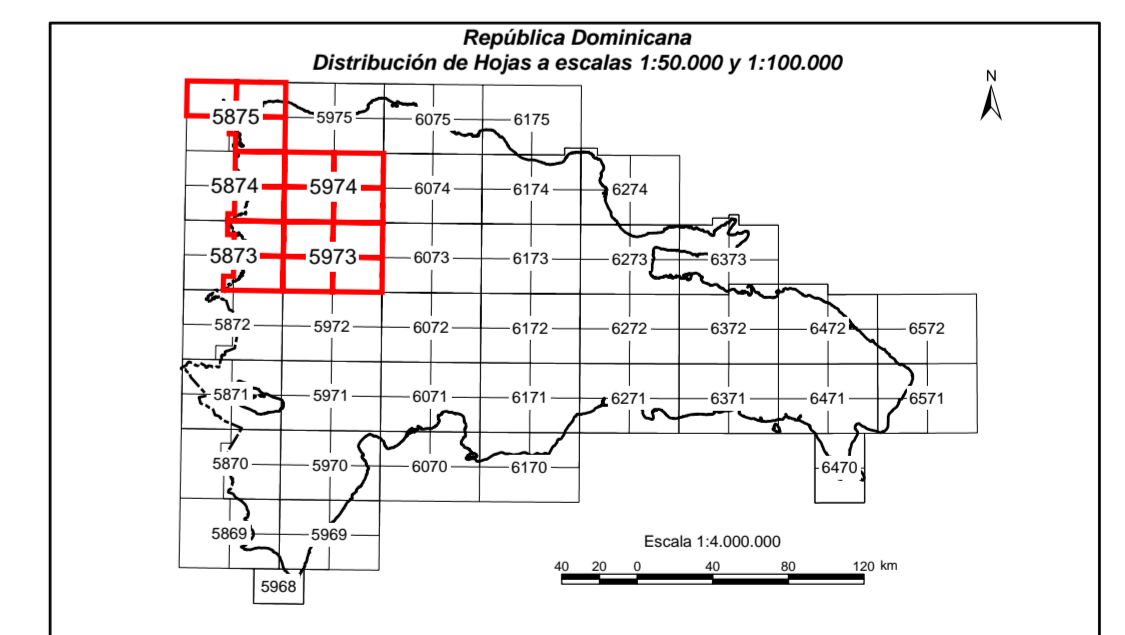 República Dominicana
Distribución de Hojas a escalas 1:50.000 y 1:100.000
N
5875 5975 6075 6175
5874 5974 6074 6174 6274
5873 5973 6073 6173 6273 6373
5872 5972 6072 6172 6272 6372 6472 6572
5871 5971 6071 6171 6271 6371 6471 6571
5870 5970 6070 6170 6470
5869 5969
Escala 1:4.000.000
40 20 0 40 80 120 km
5968